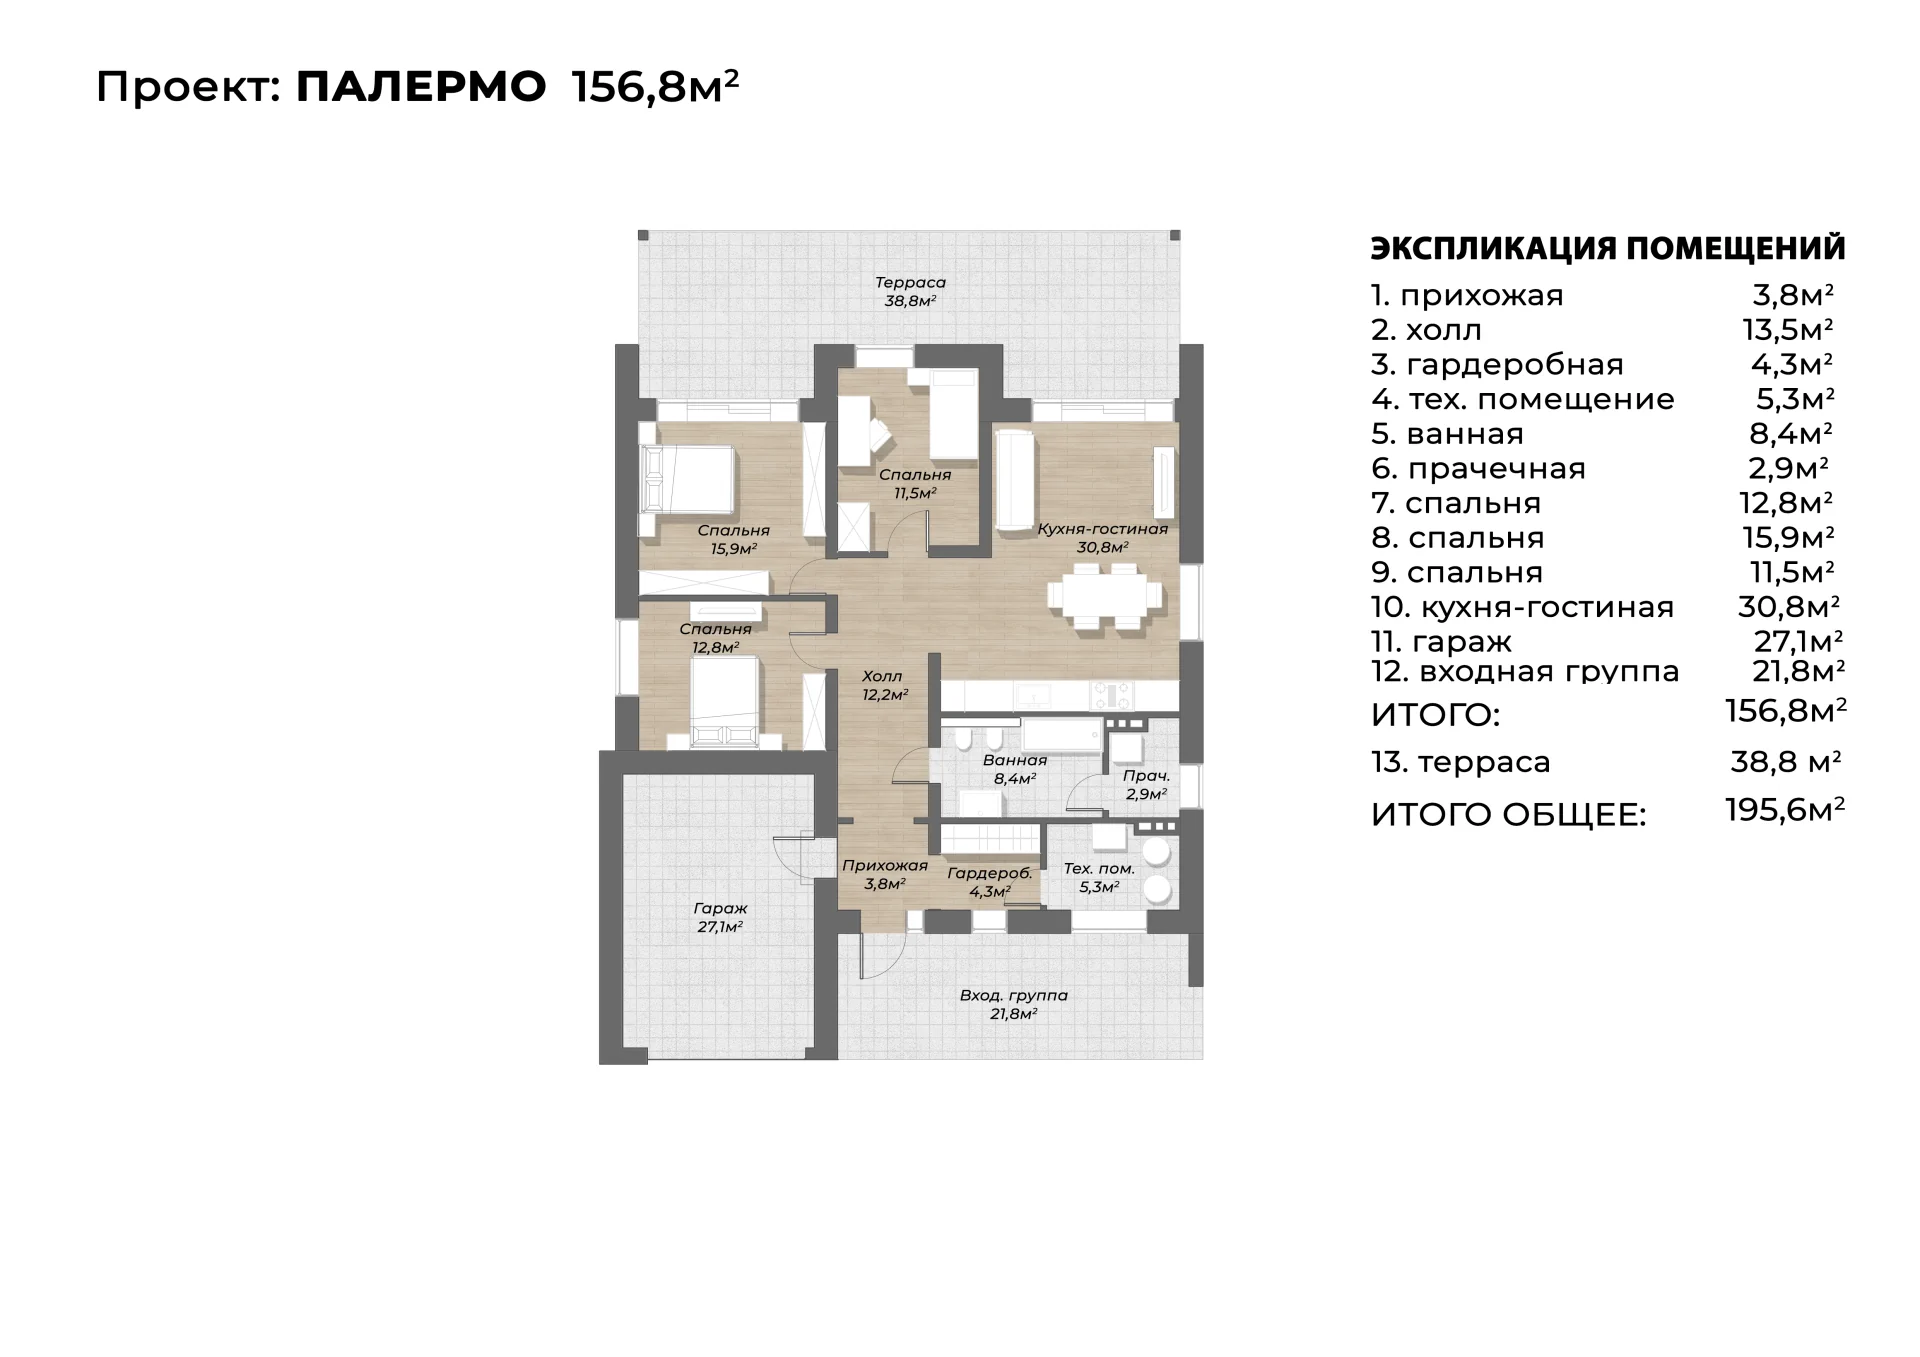 Проект: ПАЛЕРМО 156,8м²
Терраса
38,8м²
Спальня
11,5м²
Спальня
15,9м²
Кухня-гостиная
30,8м²
Спальня
12,8м²
Холл
12,2м²
Ванная
8,4м²
Прач.
2,9м²
Прихожая
3,8м²
Гардероб.
4,3м²
Тех. пом.
5,3м²
Гараж
27,1м²
Вход. группа
21,8м²
ЭКСПЛИКАЦИЯ ПОМЕЩЕНИЙ
1. прихожая 3,8м²
2. холл 13,5м²
3. гардеробная 4,3м²
4. тех. помещение 5,3м²
5. ванная 8,4м²
6. прачечная 2,9м²
7. спальня 12,8м²
8. спальня 15,9м²
9. спальня 11,5м²
10. кухня-гостиная 30,8м²
11. гараж 27,1м²
12. входная группа 21,8м²
ИТОГО: 156,8м²
13. терраса 38,8 м²
ИТОГО ОБЩЕЕ: 195,6м²